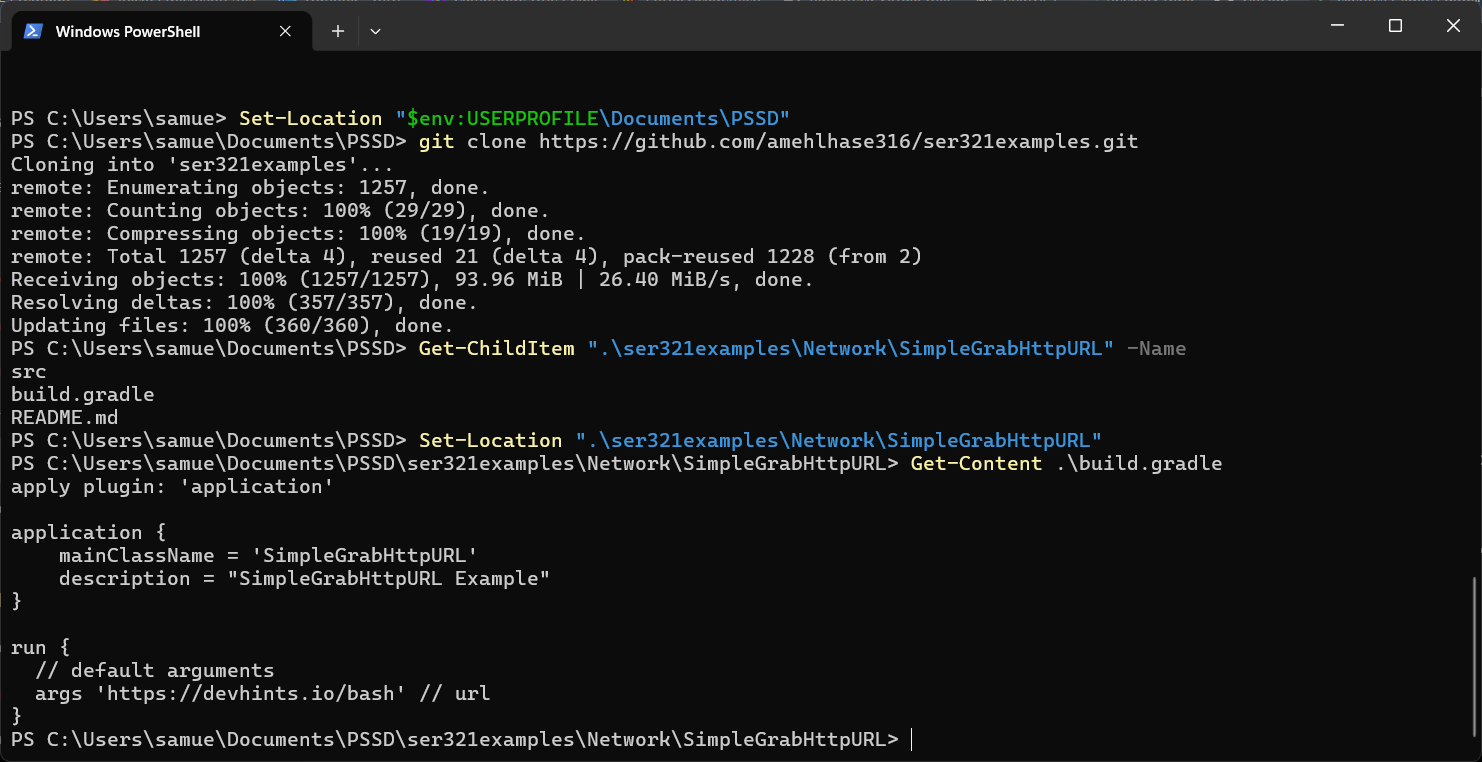 Windows PowerShell
PS C:\Users\samue> Set-Location "$env:USERPROFILE\Documents\PSSD"
PS C:\Users\samue\Documents\PSSD> git clone https://github.com/amehlhase316/ser321examples.git
Cloning into 'ser321examples'...
remote: Enumerating objects: 1257, done.
remote: Counting objects: 100% (29/29), done.
remote: Compressing objects: 100% (19/19), done.
remote: Total 1257 (delta 4), reused 21 (delta 4), pack-reused 1228 (from 2)
Receiving objects: 100% (1257/1257), 93.96 MiB | 26.40 MiB/s, done.
Resolving deltas: 100% (357/357), done.
Updating files: 100% (360/360), done.
PS C:\Users\samue\Documents\PSSD> Get-ChildItem ".\ser321examples\Network\SimpleGrabHttpURL" -Name
src
build.gradle
README.md
PS C:\Users\samue\Documents\PSSD> Set-Location ".\ser321examples\Network\SimpleGrabHttpURL"
PS C:\Users\samue\Documents\PSSD\ser321examples\Network\SimpleGrabHttpURL> Get-Content .\build.gradle
apply plugin: 'application'

application {
    mainClassName = 'SimpleGrabHttpURL'
    description = "SimpleGrabHttpURL Example"
}

run {
  // default arguments
  args 'https://devhints.io/bash' // url
}
PS C:\Users\samue\Documents\PSSD\ser321examples\Network\SimpleGrabHttpURL>